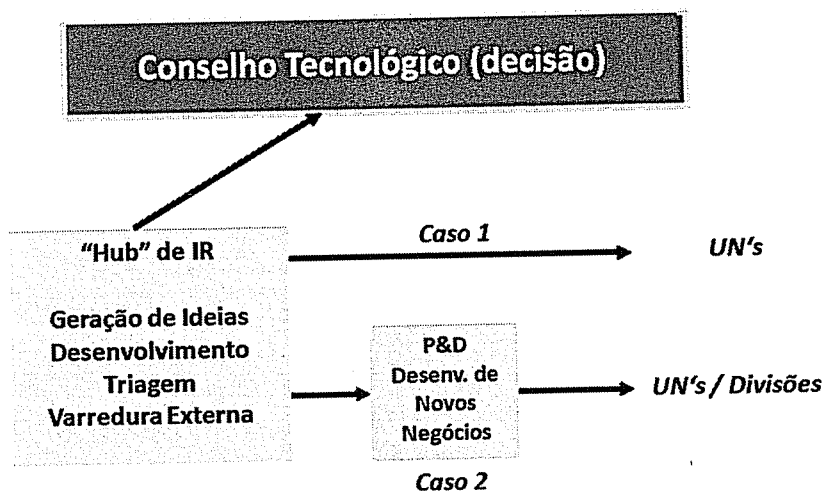 Conselho Tecnológico (decisão)
"Hub" de IR
Caso 1
UN's
Geração de Ideias
Desenvolvimento
Triagem
Varredura Externa
P&D
Desenv. de
Novos
Negócios
UN's / Divisões
Caso 2